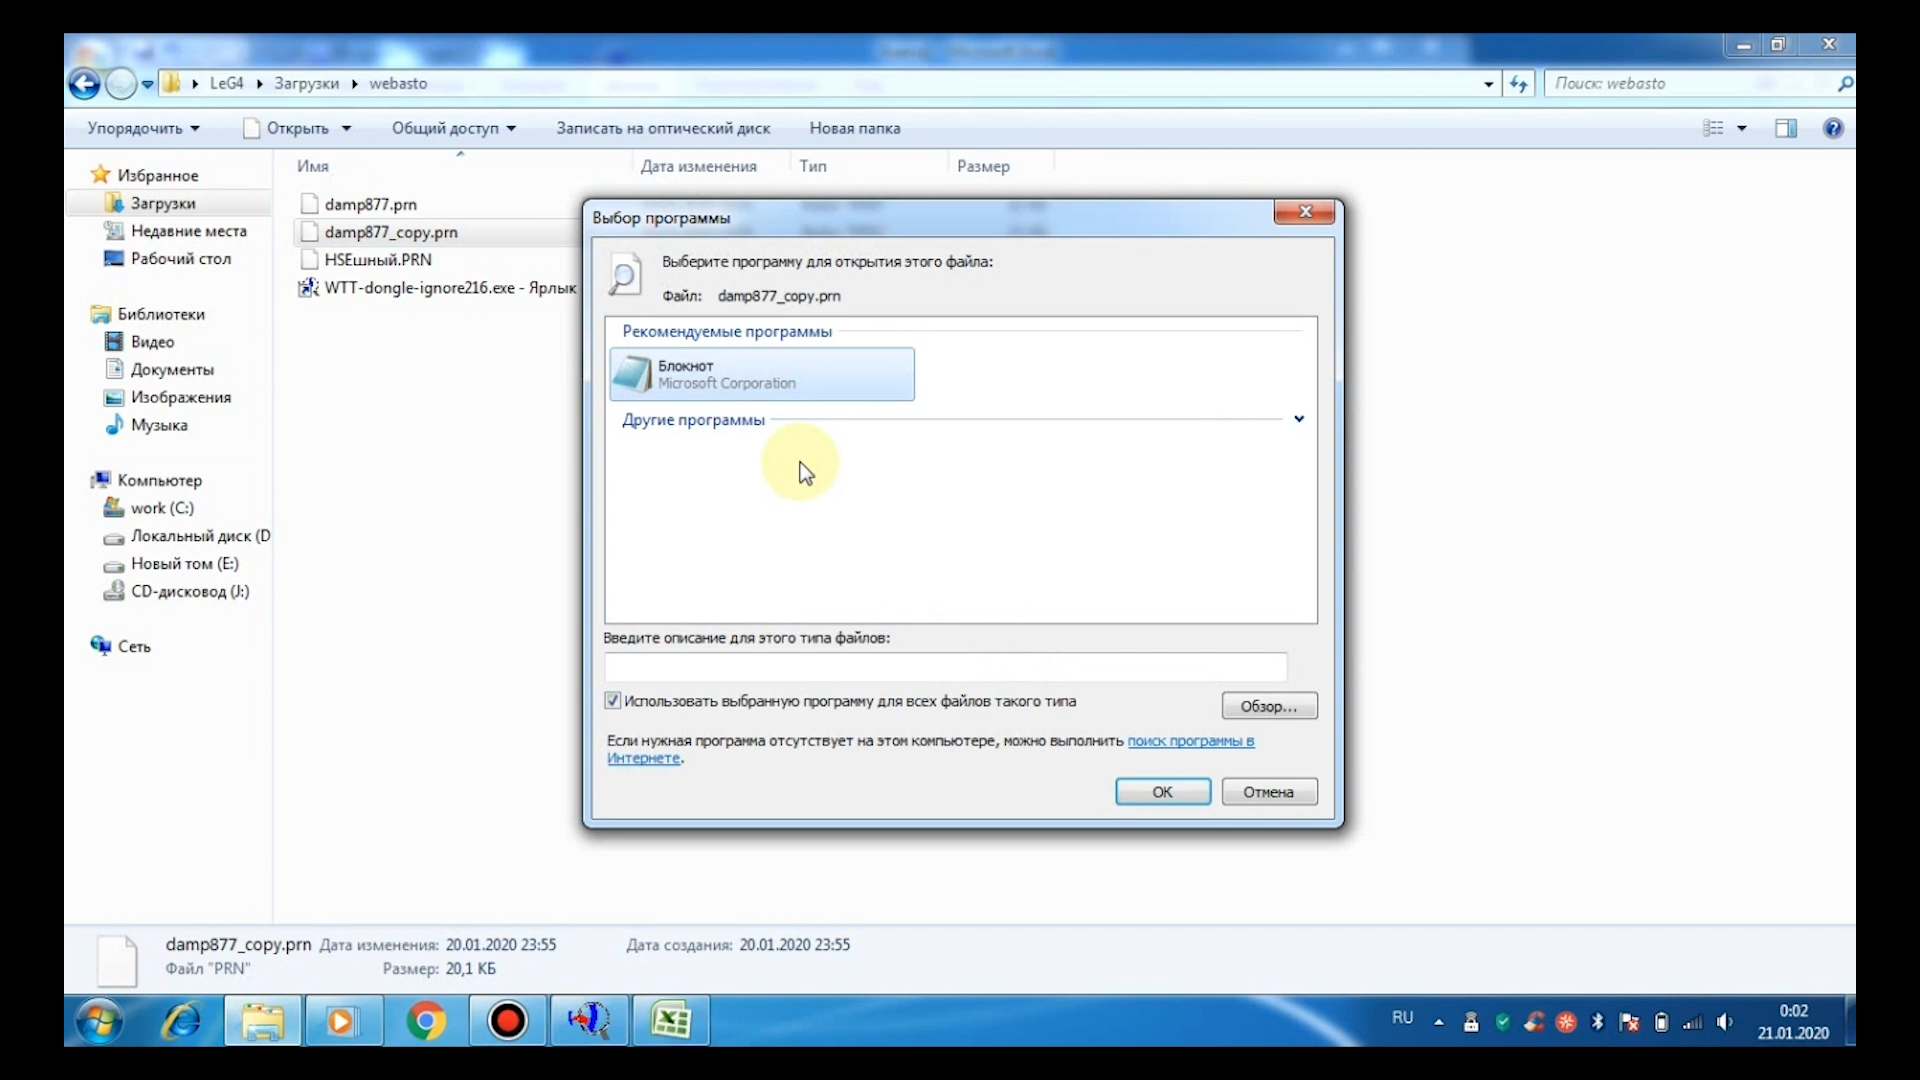 LeG4 Загрузки webasto
Поиск: webasto
Упорядочить Открыть Общий доступ Записать на оптический диск Новая папка
Имя Дата изменения Тип Размер
Избранное
Загрузки
Недавние места
Рабочий стол
Библиотеки
Видео
Документы
Изображения
Музыка
Компьютер
work (C:)
Локальный диск (D
Новый том (E:)
CD-дисковод (J:)
Сеть
damp877.prn
damp877_copy.prn
HSEшный.PRN
WTT-dongle-ignore216.exe - Ярлык
Выбор программы
Выберите программу для открытия этого файла:
Файл: damp877_copy.prn
Рекомендуемые программы
Блокнот
Microsoft Corporation
Другие программы
Введите описание для этого типа файлов:
Использовать выбранную программу для всех файлов такого типа
Обзор...
Если нужная программа отсутствует на этом компьютере, можно выполнить поиск программы в
Интернете.
ОК Отмена
damp877_copy.prn Дата изменения: 20.01.2020 23:55 Дата создания: 20.01.2020 23:55
Файл "PRN" Размер: 20,1 КБ
RU
0:02
21.01.2020